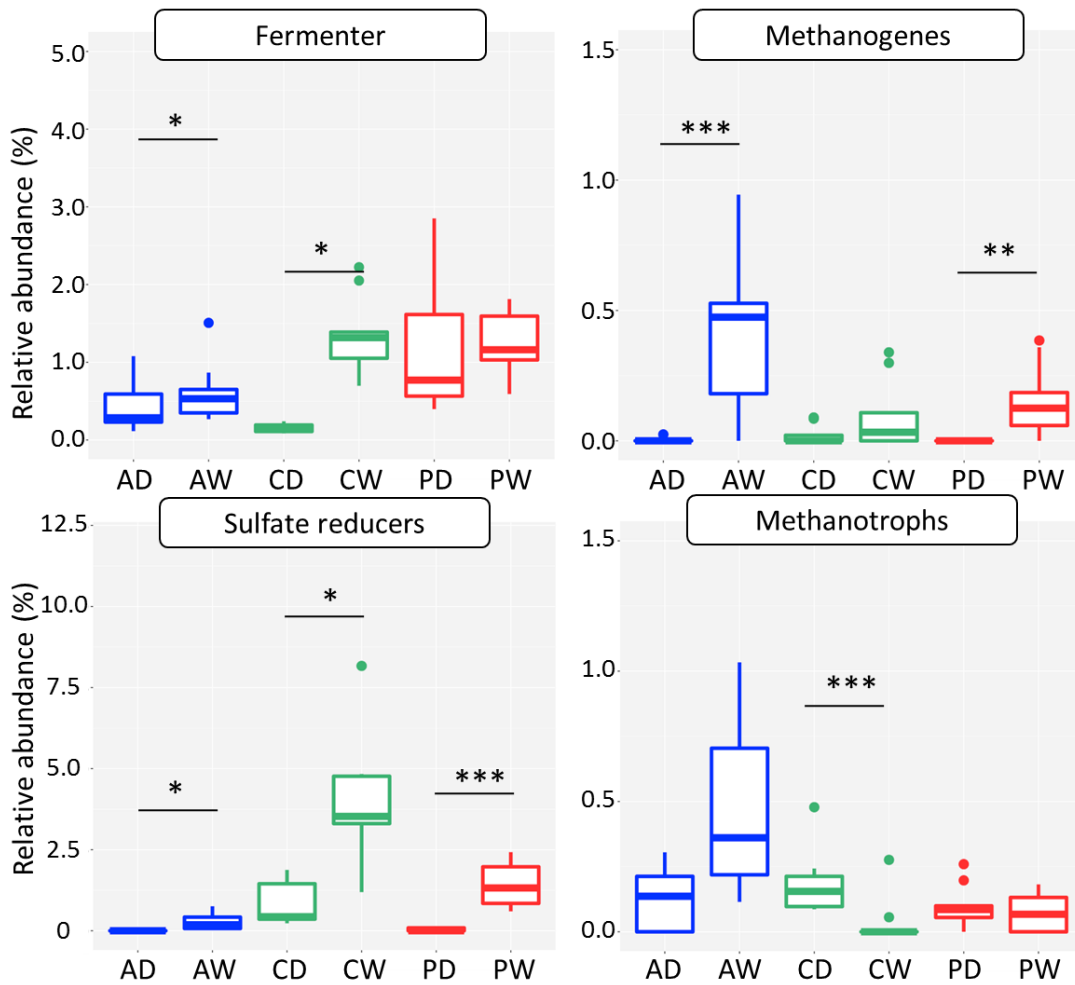 Fermenter
Relative abundance (%)
5.0
4.0
3.0
2.0
1.0
0.0
*
*
AD AW CD CW PD PW
Methanogenes
1.5
1.0
0.5
0.0
***
**
AD AW CD CW PD PW
Sulfate reducers
Relative abundance (%)
12.5
10.0
7.5
5.0
2.5
0
*
*
***
AD AW CD CW PD PW
Methanotrophs
1.5
1.0
0.5
0.0
***
AD AW CD CW PD PW